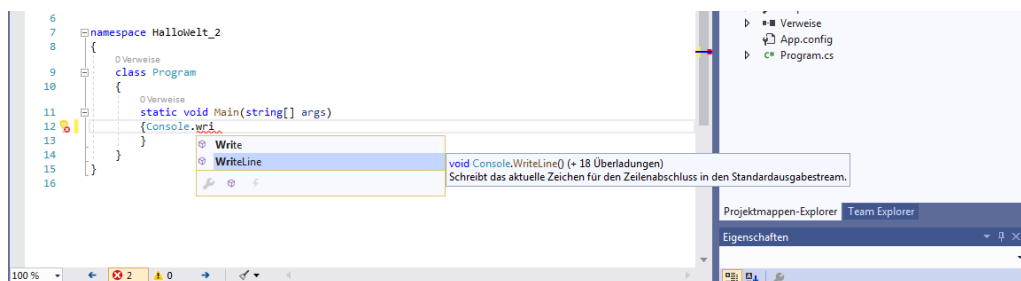 6
7 namespace HalloWelt_2
8 {
0 Verweise
9 class Program
10 {
0 Verweise
11 static void Main(string[] args)
12 {Console.wri
13 }
14 }
15 }
16
Write
WriteLine
void Console.WriteLine() (+ 18 Überladungen)
Schreibt das aktuelle Zeichen für den Zeilenabschluss in den Standardausgabestream.
100 % 2 0
Verweise
App.config
C# Program.cs
Projektmappen-Explorer Team Explorer
Eigenschaften